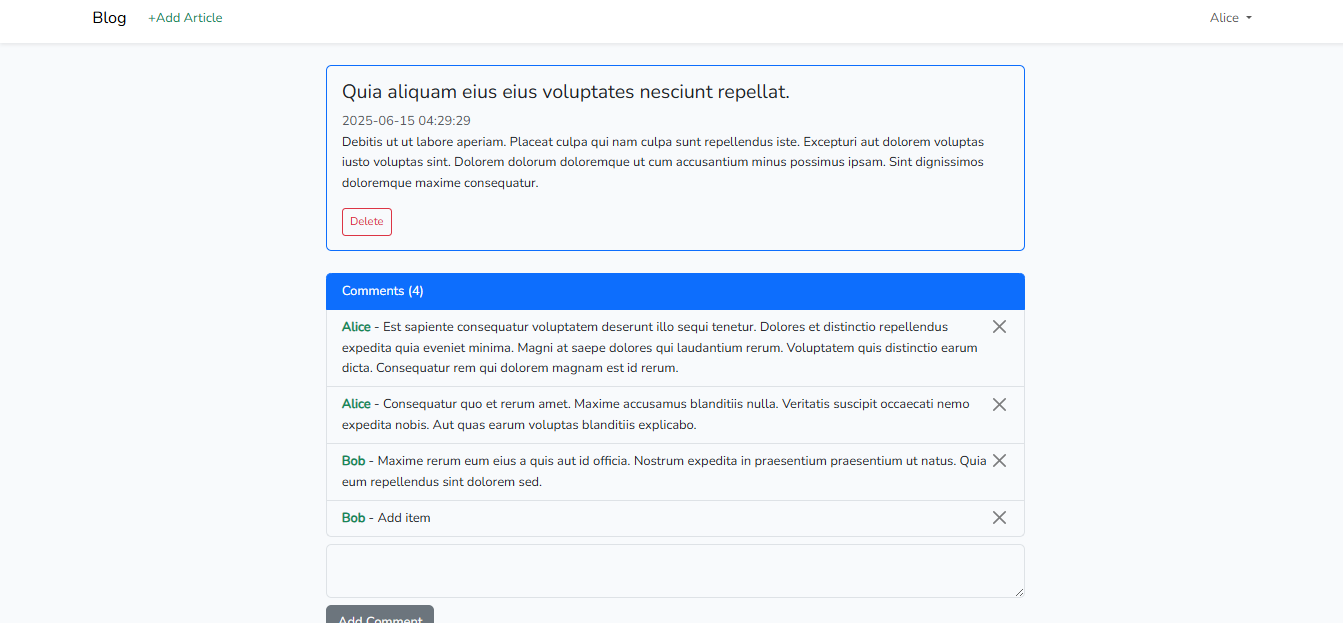 Blog +Add Article Alice
Quia aliquam eius eius voluptates nesciunt repellat.
2025-06-15 04:29:29
Debitis ut ut labore aperiam. Placeat culpa qui nam culpa sunt repellendus iste. Excepturi aut dolorem voluptas
iusto voluptas sint. Dolorem dolorum doloremque ut cum accusantium minus possimus ipsam. Sint dignissimos
doloremque maxime consequatur.
Delete
Comments (4)
Alice - Est sapiente consequatur voluptatem deserunt illo sequi tenetur. Dolores et distinctio repellendus
expedita quia eveniet minima. Magni at saepe dolores qui laudantium rerum. Voluptatem quis distinctio earum
dicta. Consequatur rem qui dolorem magnam est id rerum.
Alice - Consequatur quo et rerum amet. Maxime accusamus blanditiis nulla. Veritatis suscipit occaecati nemo
expedita nobis. Aut quas earum voluptas blanditiis explicabo.
Bob - Maxime rerum eum eius a quis aut id officia. Nostrum expedita in praesentium praesentium ut natus. Quia
eum repellendus sint dolorem sed.
Bob - Add item
Add Comment